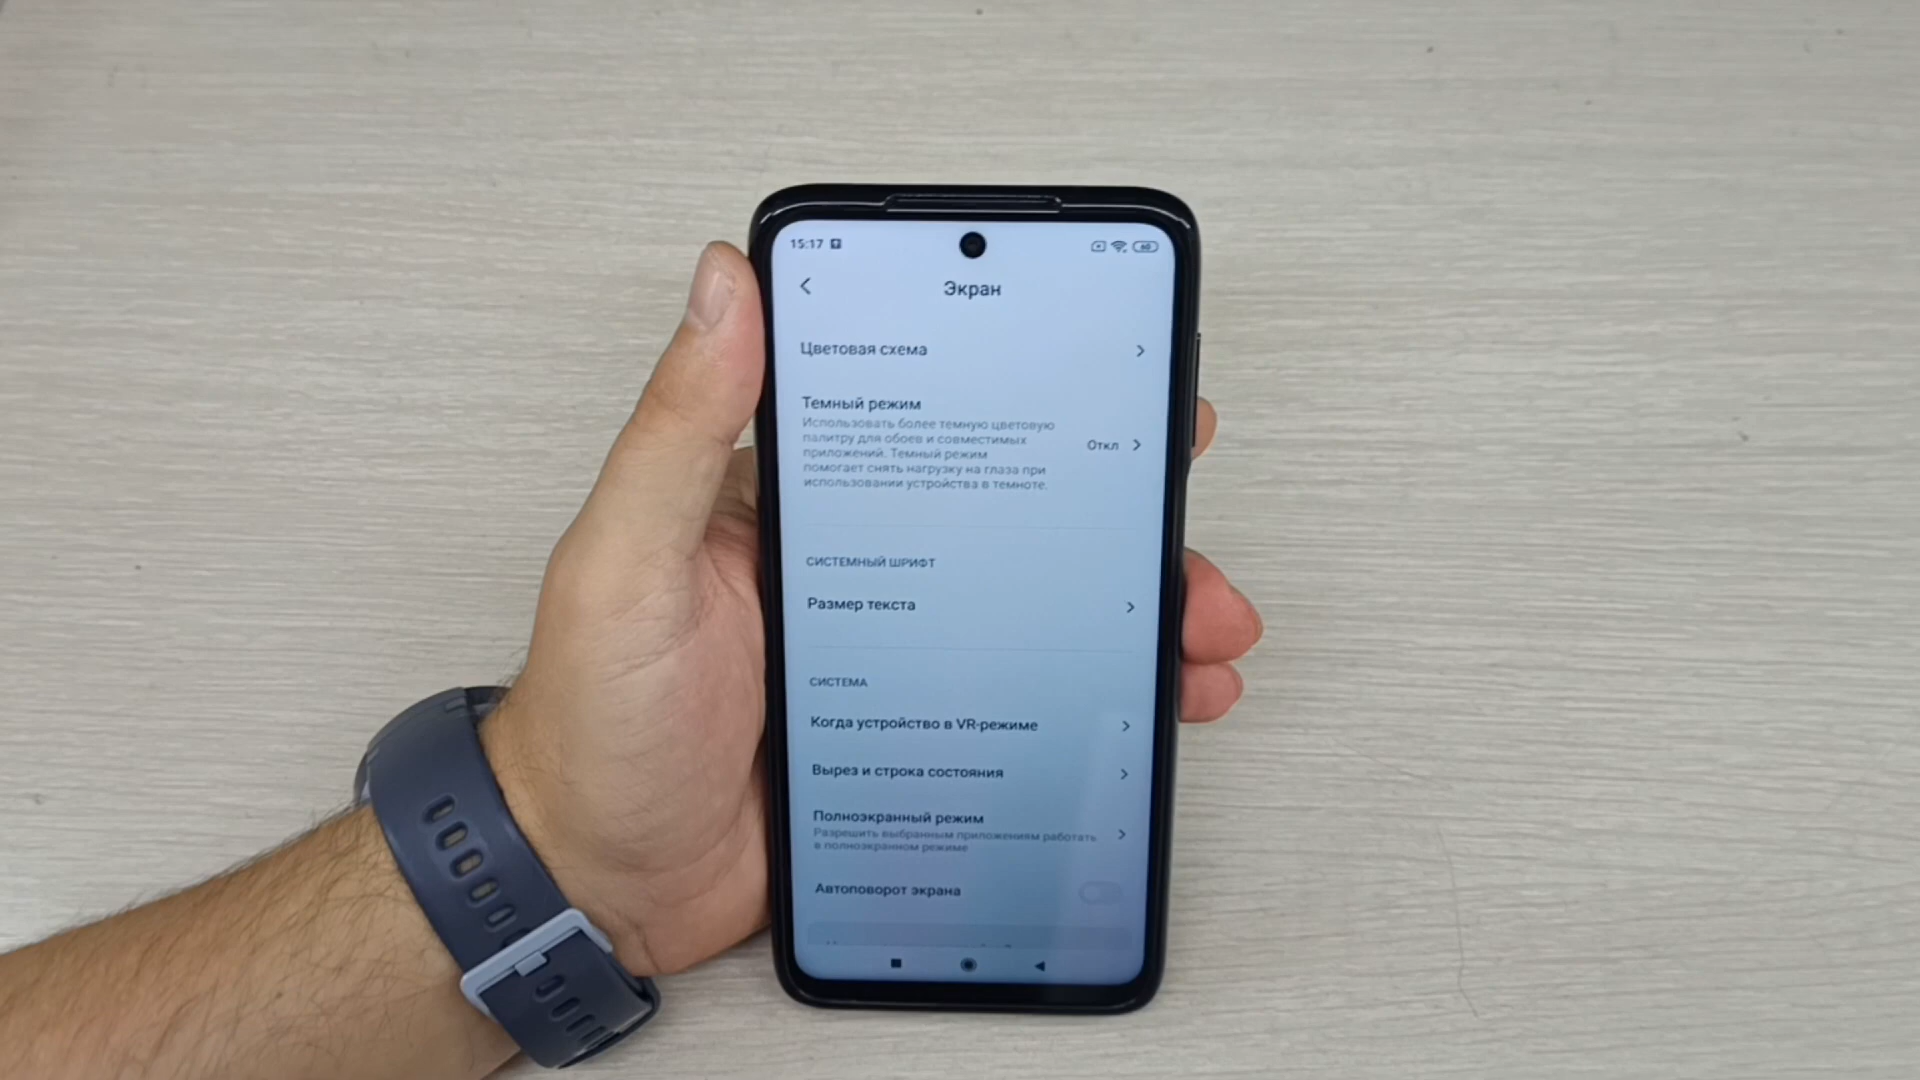 15:17
60
Экран
Цветовая схема
Темный режим
Использовать более темную цветовую
палитру для обоев и совместимых
приложений. Темный режим
помогает снять нагрузку на глаза при
использовании устройства в темноте.
Откл
СИСТЕМНЫЙ ШРИФТ
Размер текста
СИСТЕМА
Когда устройство в VR-режиме
Вырез и строка состояния
Полноэкранный режим
Разрешить выбранным приложениям работать
в полноэкранном режиме
Автоповорот экрана